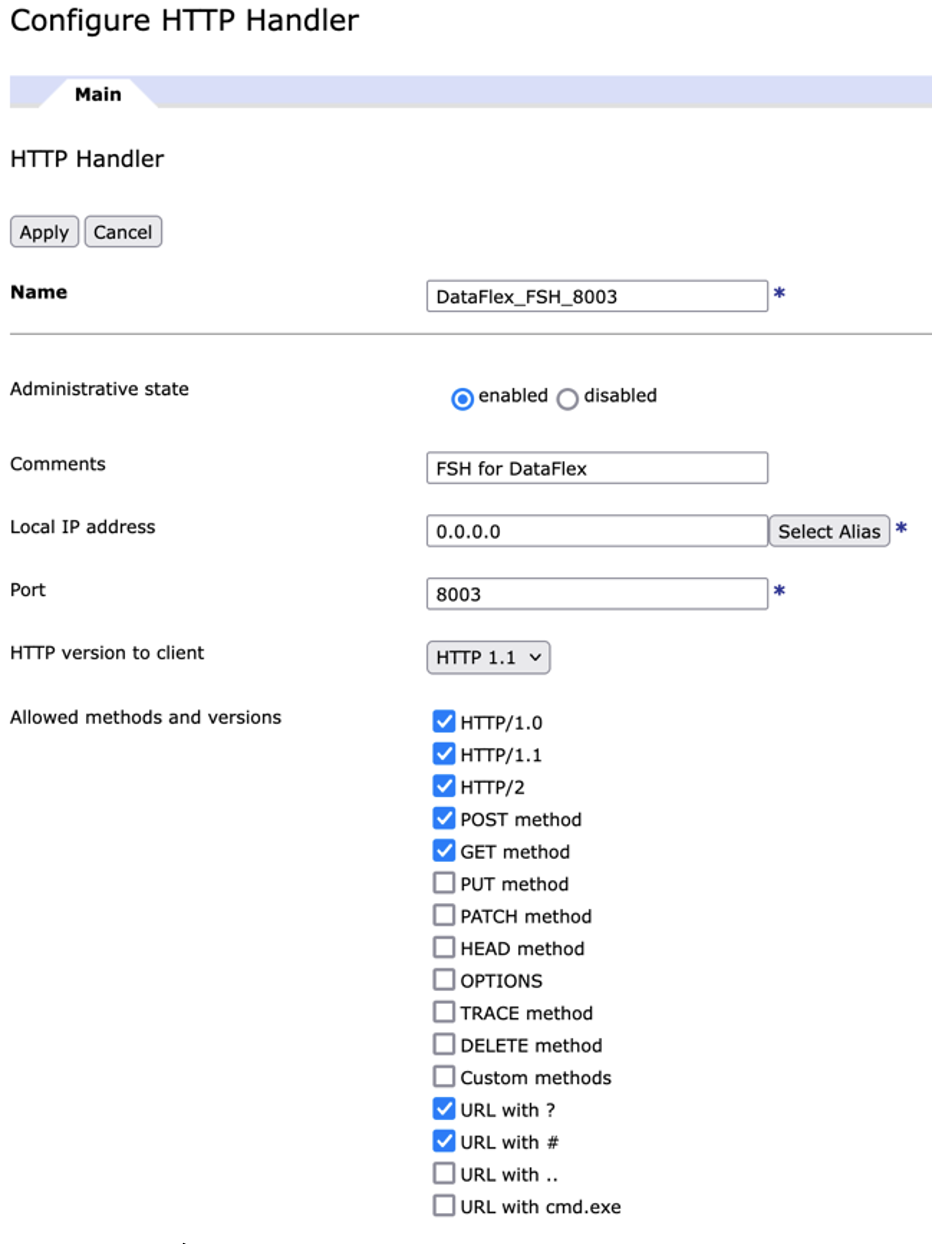 Configure HTTP Handler
Main
HTTP Handler
Apply Cancel
Name DataFlex_FSH_8003 *
Administrative state enabled disabled
Comments FSH for DataFlex
Local IP address 0.0.0.0 Select Alias *
Port 8003 *
HTTP version to client HTTP 1.1
Allowed methods and versions HTTP/1.0
HTTP/1.1
HTTP/2
POST method
GET method
PUT method
PATCH method
HEAD method
OPTIONS
TRACE method
DELETE method
Custom methods
URL with ?
URL with #
URL with ..
URL with cmd.exe